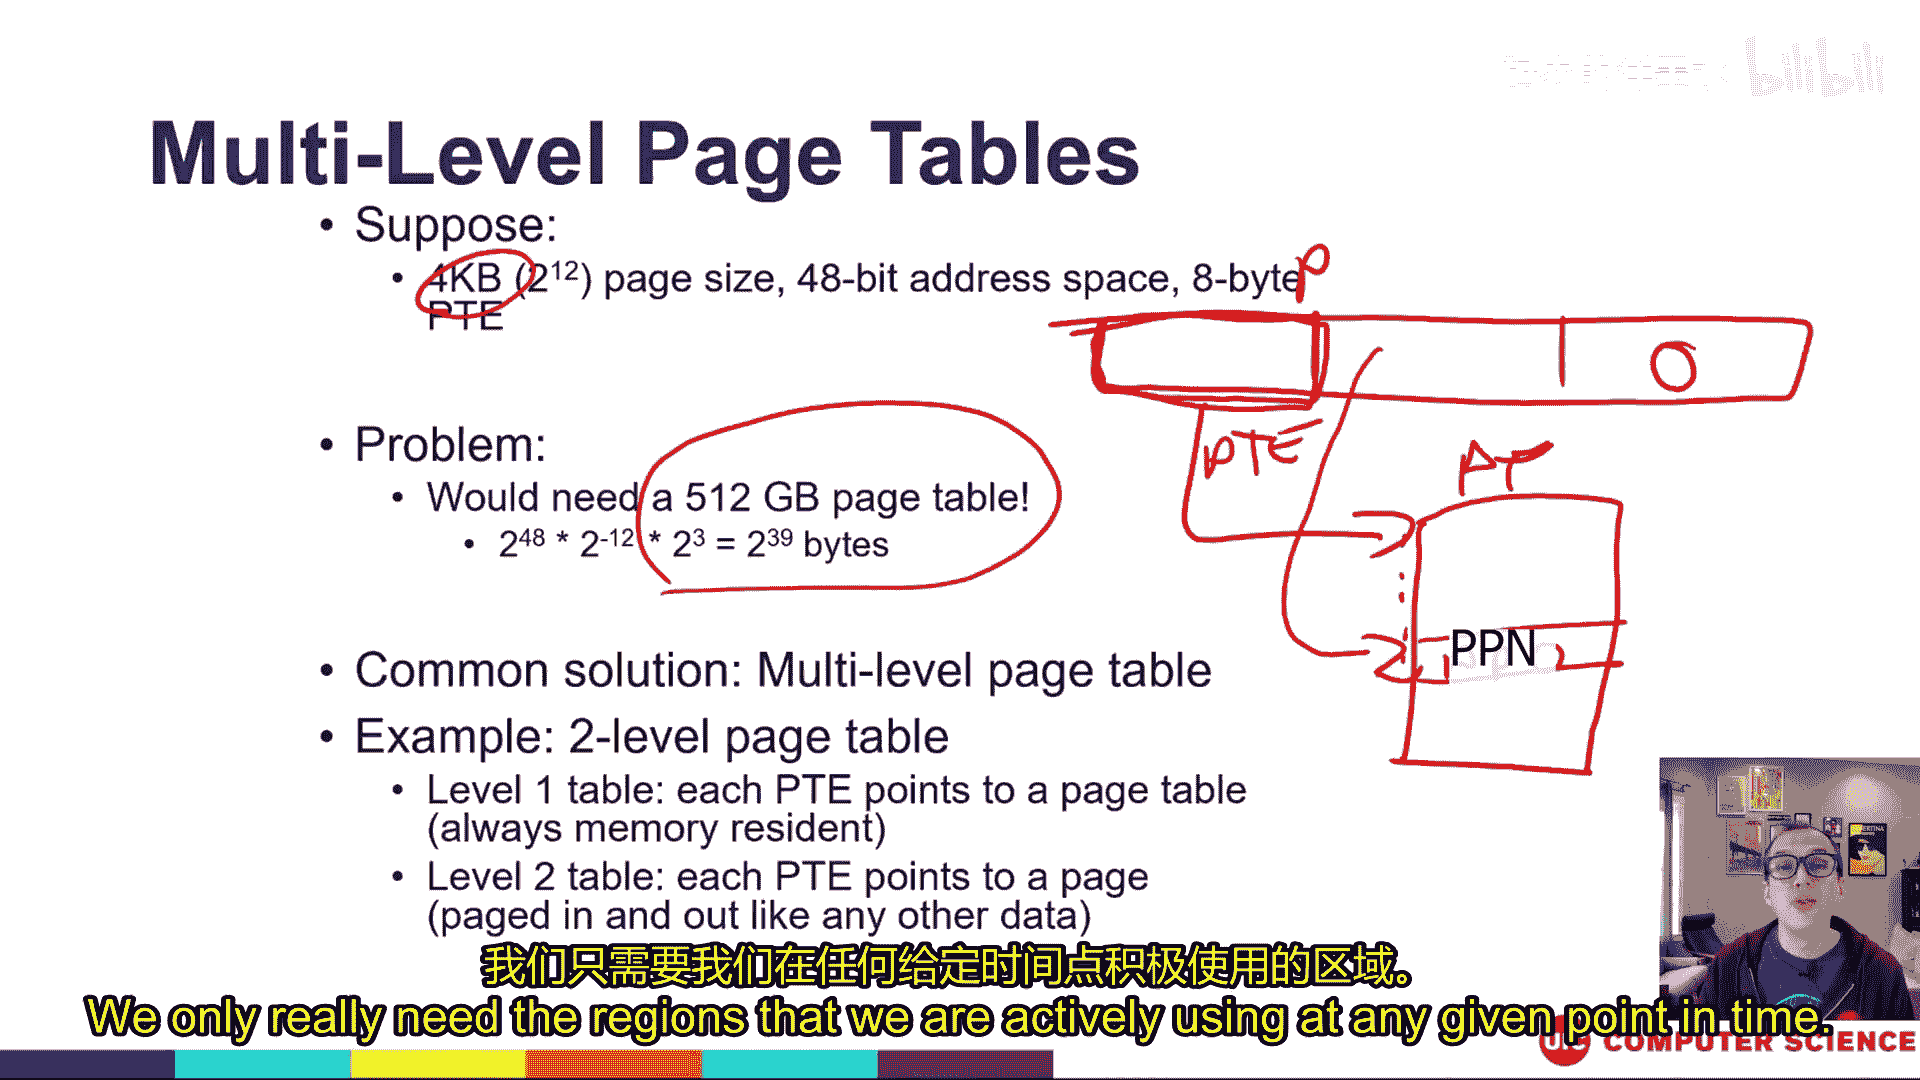 bilibili
Multi-Level Page Tables
• Suppose:
• 4KB (2¹²) page size, 48-bit address space, 8-byte
PTE
P
O
PTE
PT
• Problem:
• Would need a 512 GB page table!
• 2⁴⁸ * 2⁻¹² * 2³ = 2³⁹ bytes
PPN
• Common solution: Multi-level page table
• Example: 2-level page table
• Level 1 table: each PTE points to a page table
(always memory resident)
• Level 2 table: each PTE points to a page
(paged in and out like any other data)
我们只需要我们在任何给定时间点积极使用的区域。
We only really need the regions that we are actively using at any given point in time.
COMPUTER SCIENCE